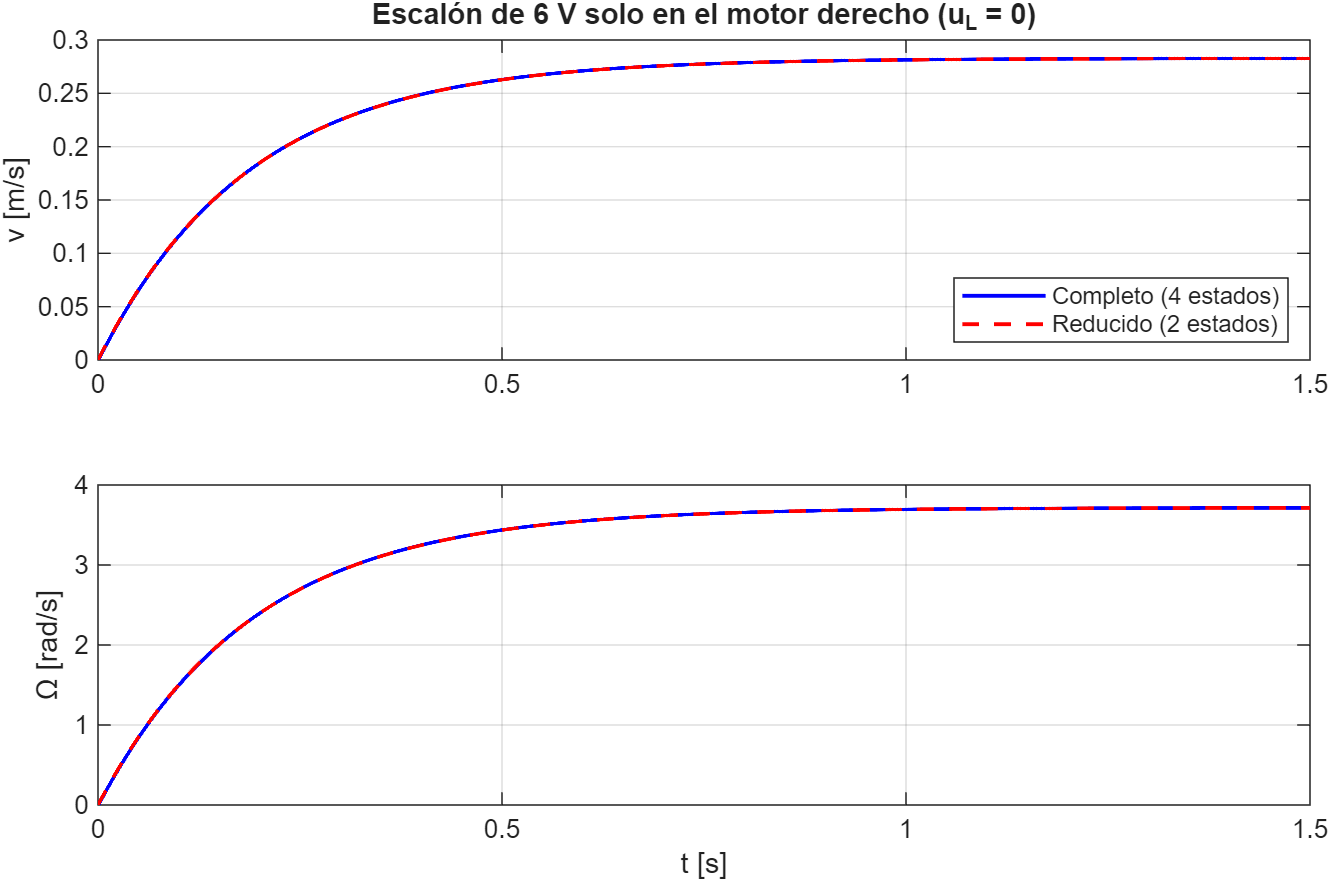 Escalón de 6 V solo en el motor derecho (u_L = 0)
0.3
0.25
0.2
0.15
0.1
0.05
0
v [m/s]
Completo (4 estados)
Reducido (2 estados)
0 0.5 1 1.5
4
3
2
1
0
Ω [rad/s]
0 0.5 1 1.5
t [s]